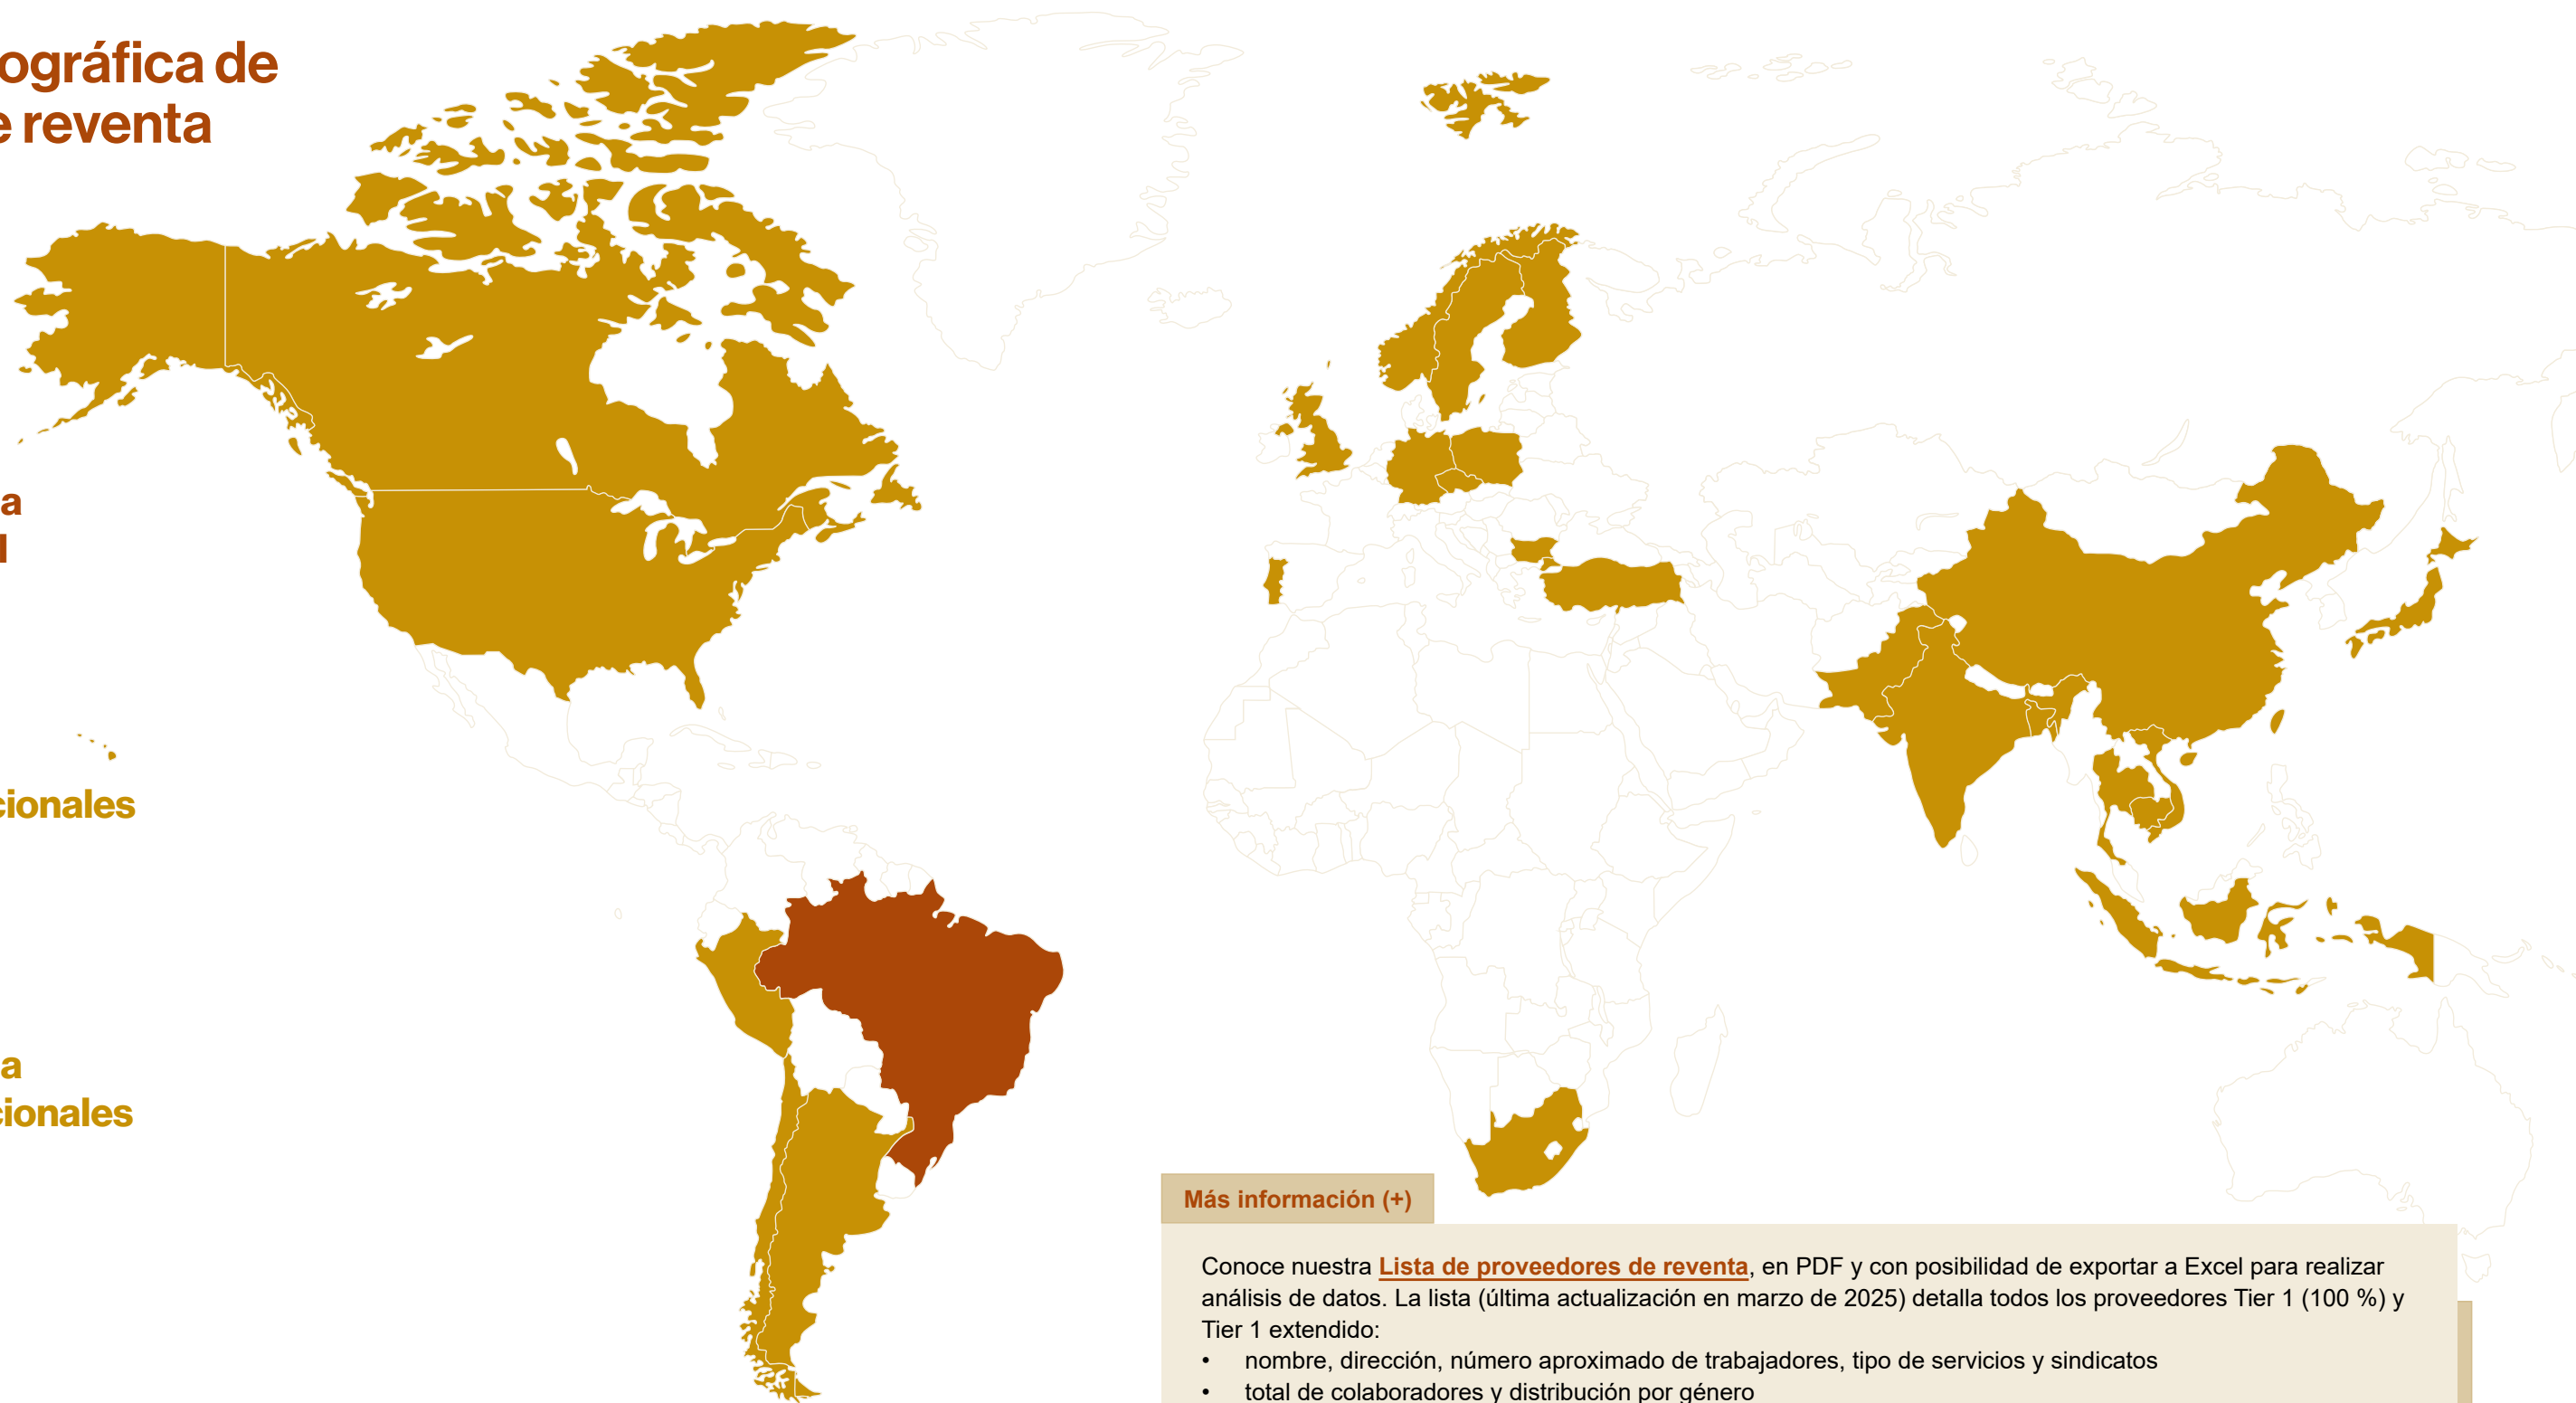 ográfica de
e reventa
a
l
cionales
a
cionales
Más información (+)
Conoce nuestra Lista de proveedores de reventa, en PDF y con posibilidad de exportar a Excel para realizar
análisis de datos. La lista (última actualización en marzo de 2025) detalla todos los proveedores Tier 1 (100 %) y
Tier 1 extendido:
• nombre, dirección, número aproximado de trabajadores, tipo de servicios y sindicatos
• total de colaboradores y distribución por género